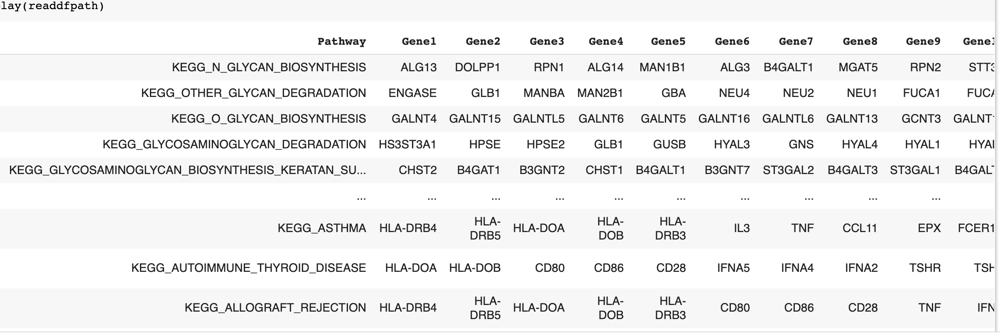 lay(readdfpath)
Pathway Gene1 Gene2 Gene3 Gene4 Gene5 Gene6 Gene7 Gene8 Gene9 Gene1
KEGG_N_GLYCAN_BIOSYNTHESIS ALG13 DOLPP1 RPN1 ALG14 MAN1B1 ALG3 B4GALT1 MGAT5 RPN2 STT3
KEGG_OTHER_GLYCAN_DEGRADATION ENGASE GLB1 MANBA MAN2B1 GBA NEU4 NEU2 NEU1 FUCA1 FUCA
KEGG_O_GLYCAN_BIOSYNTHESIS GALNT4 GALNT15 GALNTL5 GALNT6 GALNT5 GALNT16 GALNTL6 GALNT13 GCNT3 GALNT1
KEGG_GLYCOSAMINOGLYCAN_DEGRADATION HS3ST3A1 HPSE HPSE2 GLB1 GUSB HYAL3 GNS HYAL4 HYAL1 HYAL
KEGG_GLYCOSAMINOGLYCAN_BIOSYNTHESIS_KERATAN_SU... CHST2 B4GAT1 B3GNT2 CHST1 B4GALT1 B3GNT7 ST3GAL2 B4GALT3 ST3GAL1 B4GALT
... ... ... ... ... ... ... ... ... ...
KEGG_ASTHMA HLA-DRB4 HLA-DRB5 HLA-DOA HLA-DOB HLA-DRB3 IL3 TNF CCL11 EPX FCER1
KEGG_AUTOIMMUNE_THYROID_DISEASE HLA-DOA HLA-DOB CD80 CD86 CD28 IFNA5 IFNA4 IFNA2 TSHR TSH
KEGG_ALLOGRAFT_REJECTION HLA-DRB4 HLA-DRB5 HLA-DOA HLA-DOB HLA-DRB3 CD80 CD86 CD28 TNF IFN